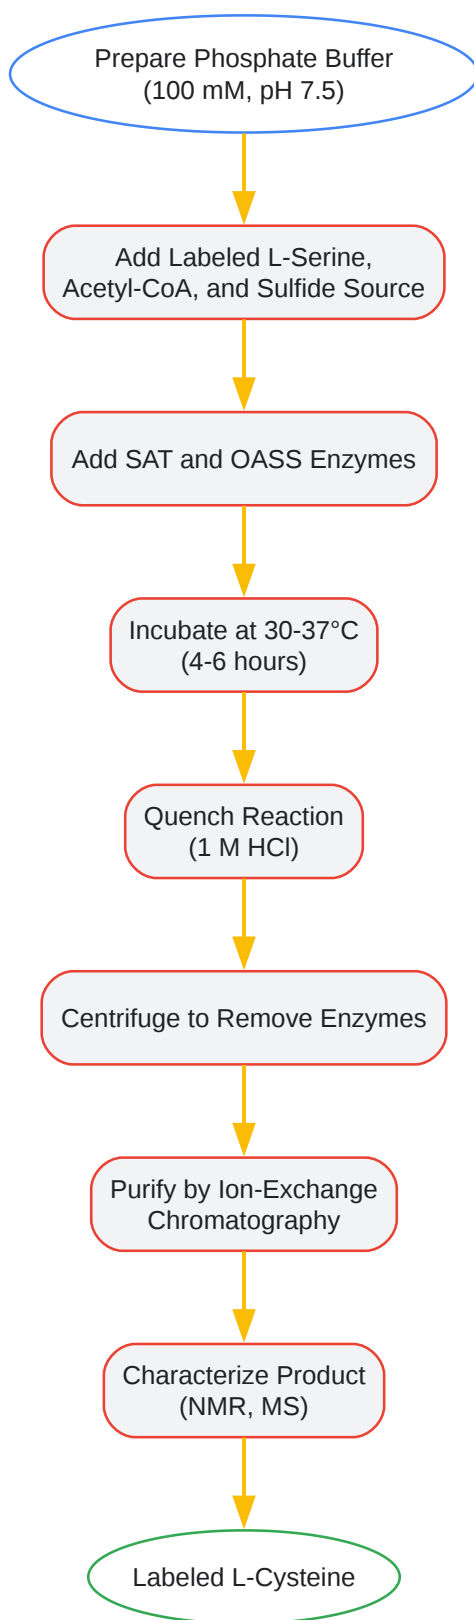 Prepare Phosphate Buffer
(100 mM, pH 7.5)
Add Labeled L-Serine,
Acetyl-CoA, and Sulfide Source
Add SAT and OASS Enzymes
Incubate at 30-37°C
(4-6 hours)
Quench Reaction
(1 M HCl)
Centrifuge to Remove Enzymes
Purify by Ion-Exchange
Chromatography
Characterize Product
(NMR, MS)
Labeled L-Cysteine